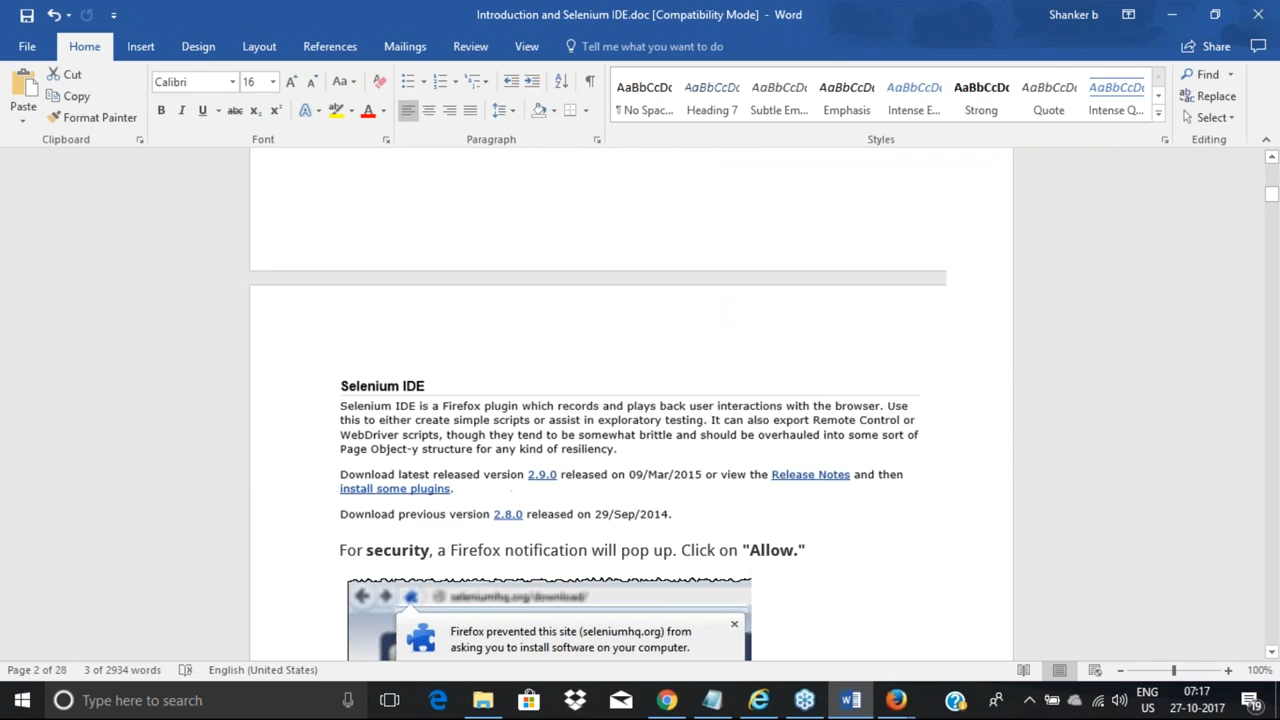 Introduction and Selenium IDE.doc [Compatibility Mode] - Word
Shanker b
File Home Insert Design Layout References Mailings Review View Tell me what you want to do Share
Paste
Cut
Copy
Format Painter
Clipboard
Calibri 16
Font
Paragraph
AaBbCcDc AaBbCcDc AaBbCcDc AaBbCcDc AaBbCcDc AaBbCcDc AaBbCcDc AaBbCcDc
¶ No Spac... Heading 7 Subtle Em... Emphasis Intense E... Strong Quote Intense Q...
Styles
Find
Replace
Select
Editing
Selenium IDE
Selenium IDE is a Firefox plugin which records and plays back user interactions with the browser. Use
this to either create simple scripts or assist in exploratory testing. It can also export Remote Control or
WebDriver scripts, though they tend to be somewhat brittle and should be overhauled into some sort of
Page Object-y structure for any kind of resiliency.
Download latest released version 2.9.0 released on 09/Mar/2015 or view the Release Notes and then
install some plugins.
Download previous version 2.8.0 released on 29/Sep/2014.
For security, a Firefox notification will pop up. Click on "Allow."
seleniumhq.org/download/
Firefox prevented this site (seleniumhq.org) from
asking you to install software on your computer.
Page 2 of 28 3 of 2934 words English (United States) 100%
Type here to search
ENG
US
07:17
27-10-2017
19